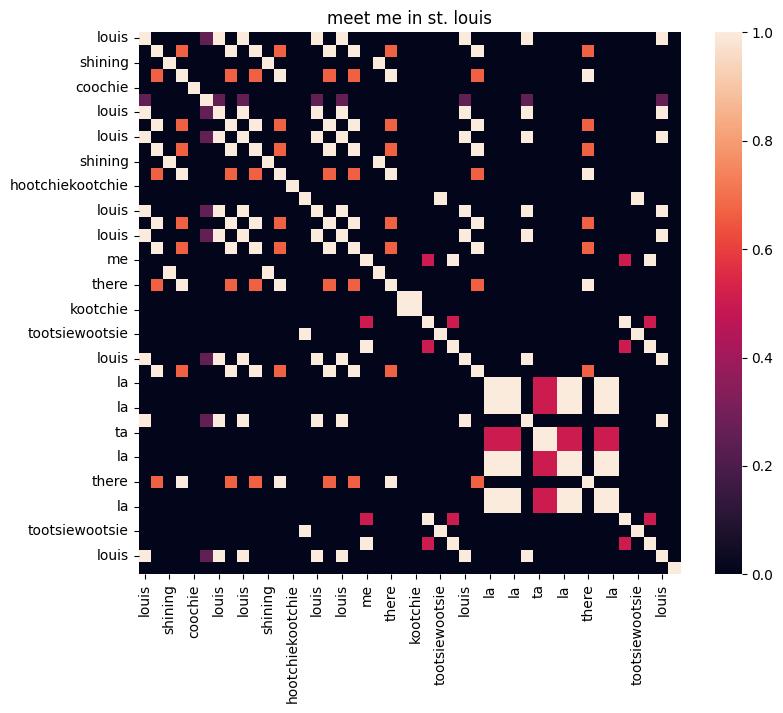 meet me in st. louis
louis
shining
coochie
louis
louis
shining
hootchiekootchie
louis
louis
me
there
kootchie
tootsiewootsie
louis
la
la
ta
la
there
la
tootsiewootsie
louis
1.0
0.8
0.6
0.4
0.2
0.0
louis
shining
coochie
louis
louis
shining
hootchiekootchie
louis
louis
me
there
kootchie
tootsiewootsie
louis
la
la
ta
la
there
la
tootsiewootsie
louis